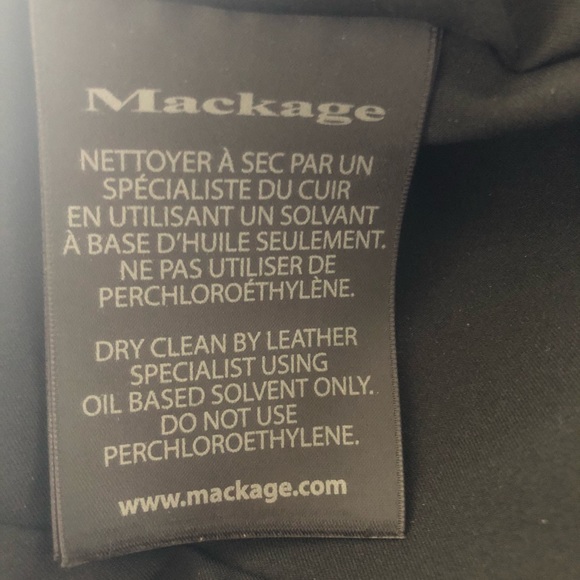 Mackage
NETTOYER À SEC PAR UN
SPÉCIALISTE DU CUIR
EN UTILISANT UN SOLVANT
À BASE D'HUILE SEULEMENT.
NE PAS UTILISER DE
PERCHLOROÉTHYLÈNE.
DRY CLEAN BY LEATHER
SPECIALIST USING
OIL BASED SOLVENT ONLY.
DO NOT USE
PERCHLOROETHYLENE.
www.mackage.com